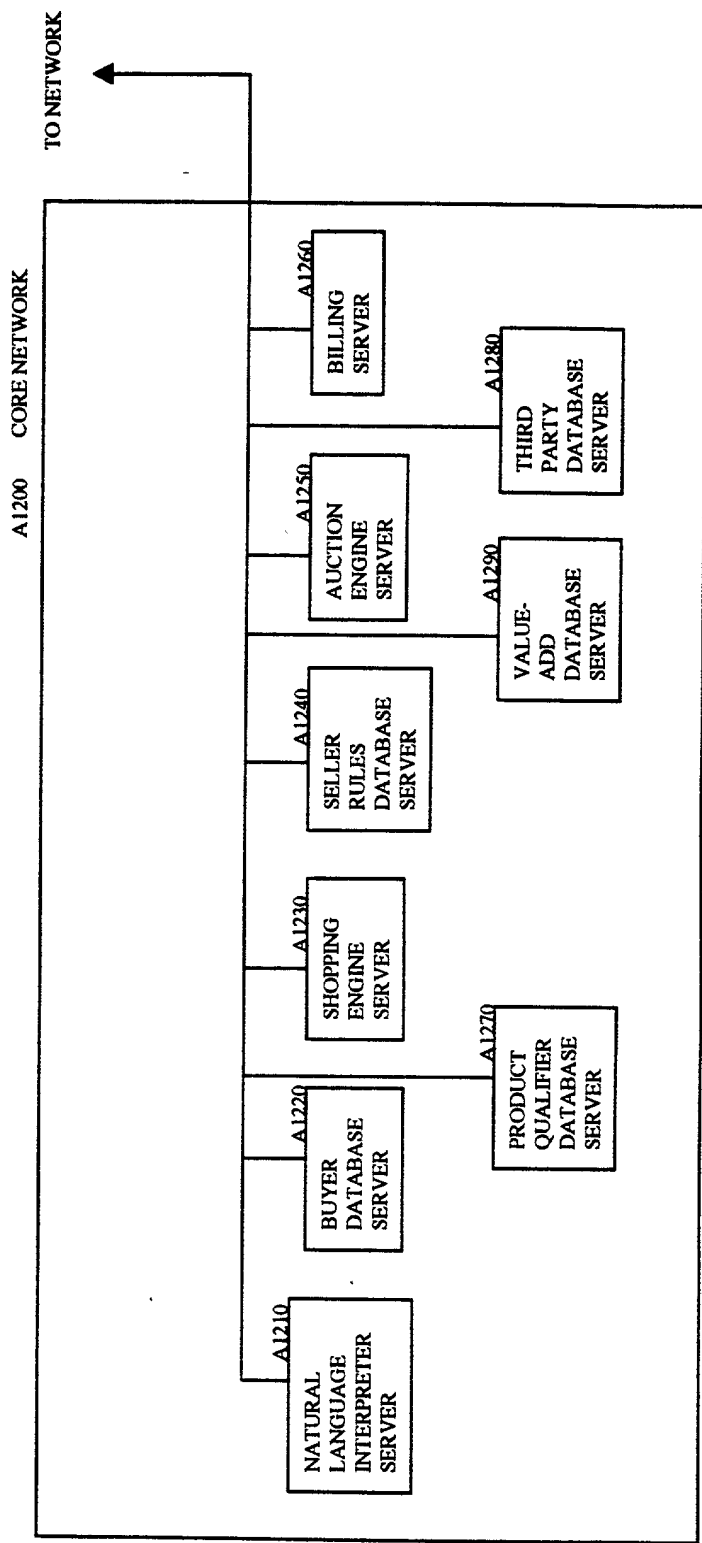 TO NETWORK
A1200 CORE NETWORK
A1210
NATURAL
LANGUAGE
INTERPRETER
SERVER
A1220
BUYER
DATABASE
SERVER
A1230
SHOPPING
ENGINE
SERVER
A1240
SELLER
RULES
DATABASE
SERVER
A1250
AUCTION
ENGINE
SERVER
A1260
BILLING
SERVER
A1270
PRODUCT
QUALIFIER
DATABASE
SERVER
A1290
VALUE-
ADD
DATABASE
SERVER
A1280
THIRD
PARTY
DATABASE
SERVER